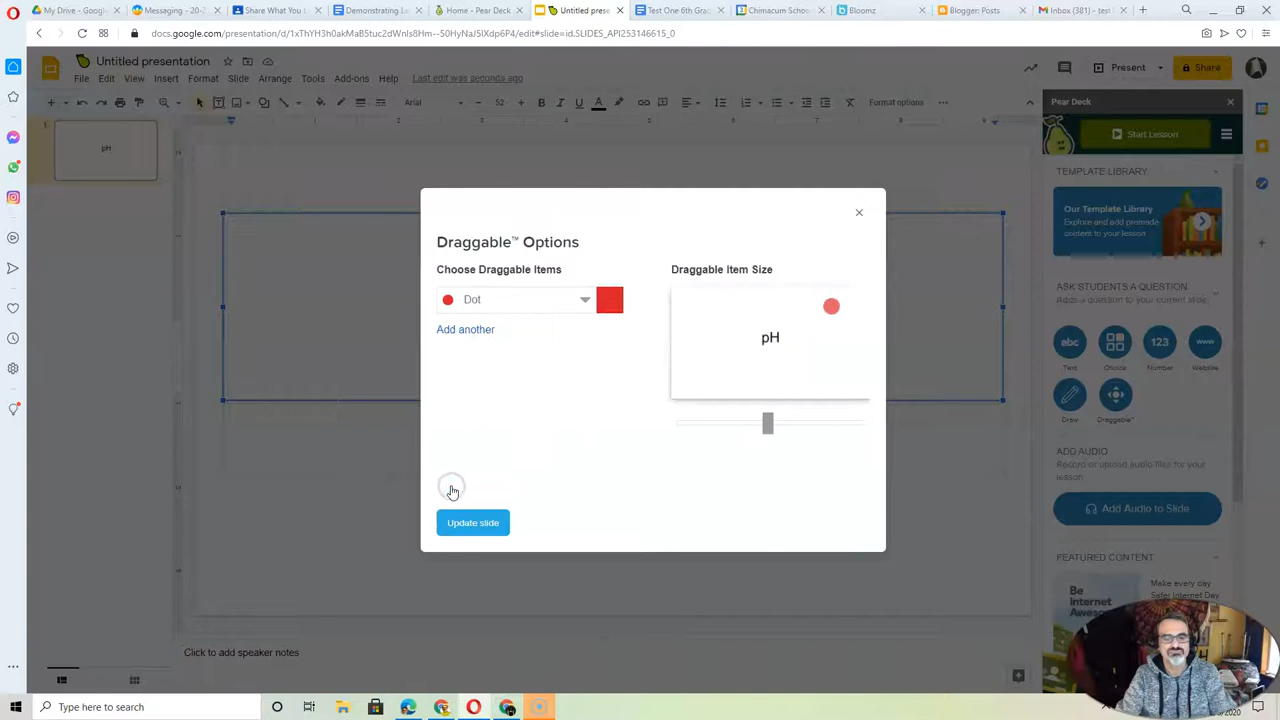 My Drive - Google
Messaging - 20-2
Share What You L
Demonstrating L
Home - Pear Deck
Untitled prese
Test One 6th Grad
Chimacum Schoo
Bloomz
Blogger: Posts
Inbox (381) - test
docs.google.com/presentation/d/1xThYH3h0akMaB5tuc2dWnIs8Hm--50HyNaJ5lXdp6P4/edit#slide=id.SLIDES_API253146615_0
Untitled presentation
File Edit View Insert Format Slide Arrange Tools Add-ons Help Last edit was seconds ago
Present
Share
Arial
52
B I U A
Format options
1
pH
Draggable™ Options
Choose Draggable Items
Dot
Add another
Update slide
Draggable Item Size
pH
Pear Deck
Start Lesson
TEMPLATE LIBRARY
Our Template Library
Explore and add premade
content to your lesson
ASK STUDENTS A QUESTION
Adds a question to your current slide.
abc 123 www
Text Choice Number Website
Draw Draggable™
ADD AUDIO
Record or upload audio files for your
lesson.
Add Audio to Slide
FEATURED CONTENT
Be
Internet
Awesome
Make every day
Safer Internet Day
Click to add speaker notes
Type here to search